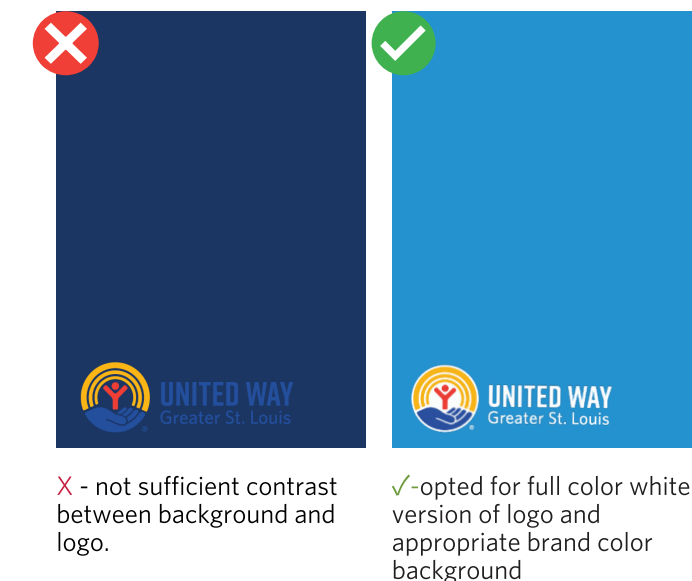 UNITED WAY
Greater St. Louis
®
X - not sufficient contrast
between background and
logo.
UNITED WAY
Greater St. Louis
®
✓-opted for full color white
version of logo and
appropriate brand color
background